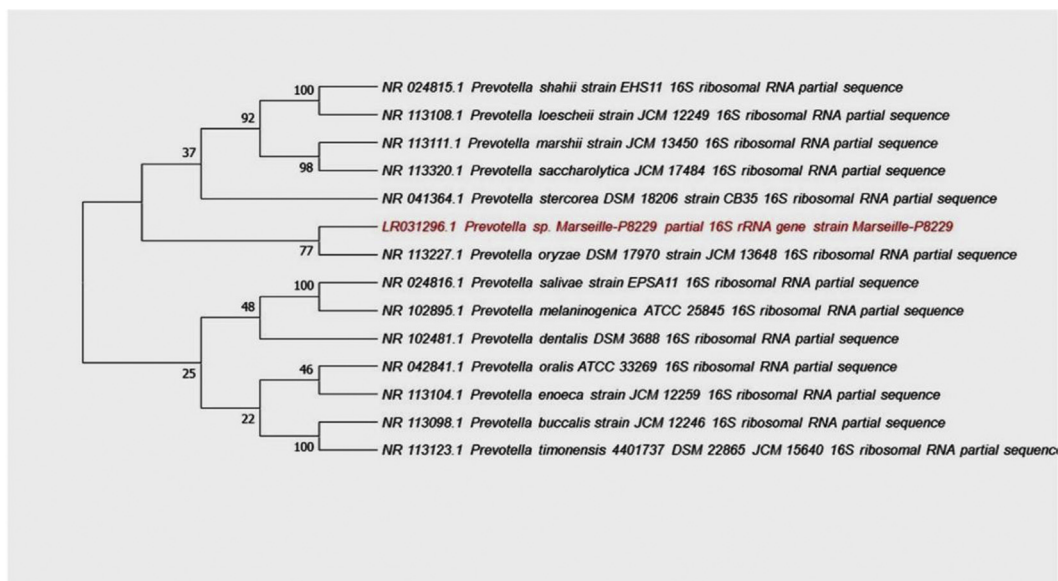 100
NR 024815.1 Prevotella shahii strain EHS11 16S ribosomal RNA partial sequence
92
NR 113108.1 Prevotella loescheii strain JCM 12249 16S ribosomal RNA partial sequence
37
NR 113111.1 Prevotella marshii strain JCM 13450 16S ribosomal RNA partial sequence
98
NR 113320.1 Prevotella saccharolytica JCM 17484 16S ribosomal RNA partial sequence
NR 041364.1 Prevotella stercorea DSM 18206 strain CB35 16S ribosomal RNA partial sequence
LR031296.1 Prevotella sp. Marseille-P8229 partial 16S rRNA gene strain Marseille-P8229
77
NR 113227.1 Prevotella oryzae DSM 17970 strain JCM 13648 16S ribosomal RNA partial sequence
100
NR 024816.1 Prevotella salivae strain EPSA11 16S ribosomal RNA partial sequence
48
NR 102895.1 Prevotella melaninogenica ATCC 25845 16S ribosomal RNA partial sequence
NR 102481.1 Prevotella dentalis DSM 3688 16S ribosomal RNA partial sequence
25
46
NR 042841.1 Prevotella oralis ATCC 33269 16S ribosomal RNA partial sequence
NR 113104.1 Prevotella enoeca strain JCM 12259 16S ribosomal RNA partial sequence
22
NR 113098.1 Prevotella buccalis strain JCM 12246 16S ribosomal RNA partial sequence
100
NR 113123.1 Prevotella timonensis 4401737 DSM 22865 JCM 15640 16S ribosomal RNA partial sequence